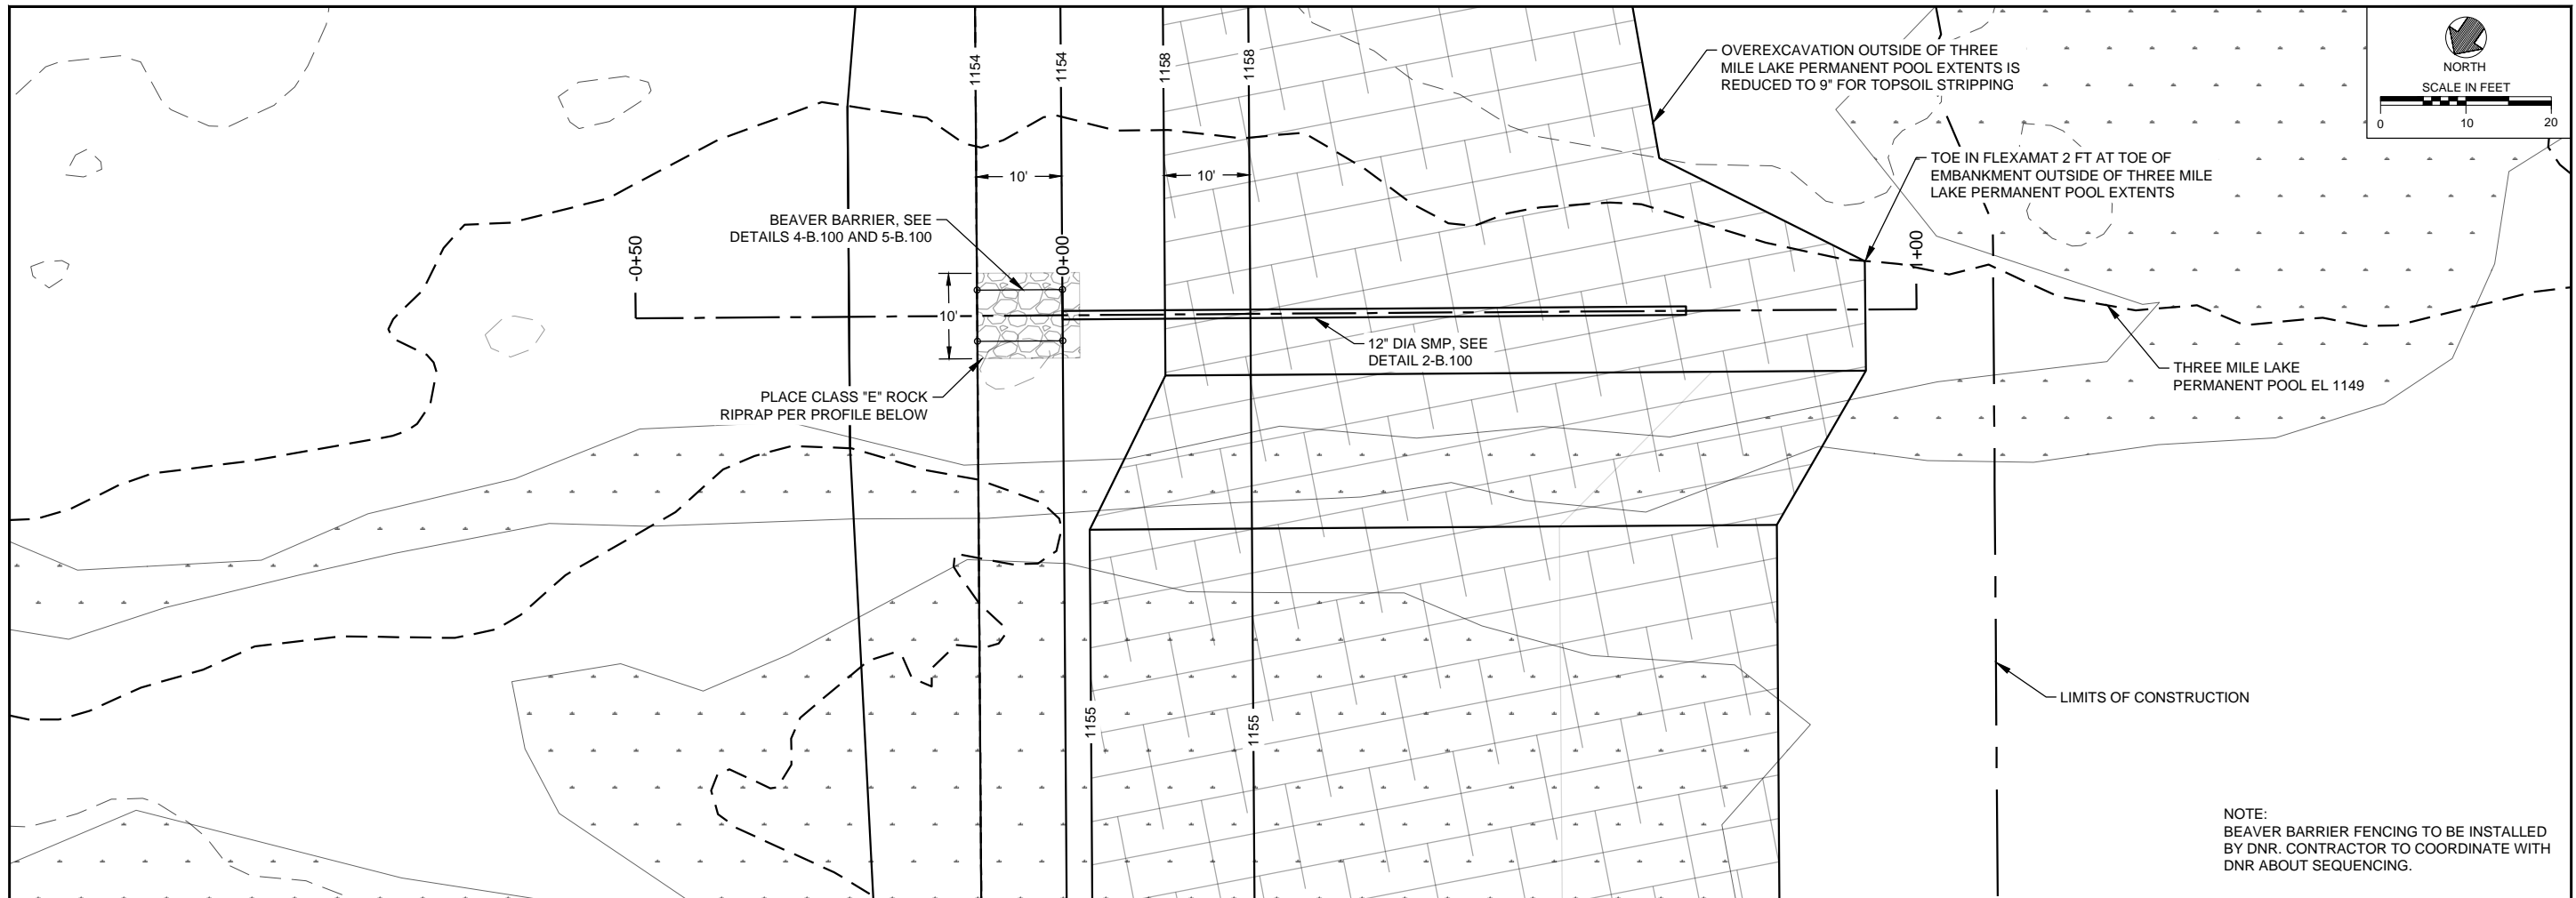 1154
1154
1158
1158
OVEREXCAVATION OUTSIDE OF THREE
MILE LAKE PERMANENT POOL EXTENTS IS
REDUCED TO 9" FOR TOPSOIL STRIPPING
NORTH
SCALE IN FEET
0 10 20
TOE IN FLEXAMAT 2 FT AT TOE OF
EMBANKMENT OUTSIDE OF THREE MILE
LAKE PERMANENT POOL EXTENTS
10'
10'
BEAVER BARRIER, SEE
DETAILS 4-B.100 AND 5-B.100
-0+50
0+00
1+00
10'
12" DIA SMP, SEE
DETAIL 2-B.100
PLACE CLASS "E" ROCK
RIPRAP PER PROFILE BELOW
THREE MILE LAKE
PERMANENT POOL EL 1149
1155
1155
LIMITS OF CONSTRUCTION
NOTE:
BEAVER BARRIER FENCING TO BE INSTALLED
BY DNR. CONTRACTOR TO COORDINATE WITH
DNR ABOUT SEQUENCING.